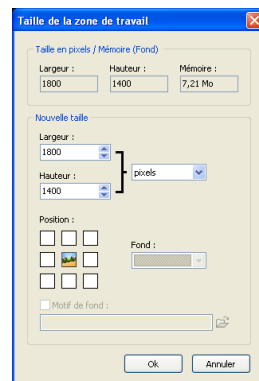 Taille de la zone de travail
Taille en pixels / Mémoire (Fond)
Largeur : Hauteur : Mémoire :
1800 1400 7,21 Mo
Nouvelle taille
Largeur :
1800
pixels
Hauteur :
1400
Position :
Fond :
Motif de fond :
Ok Annuler